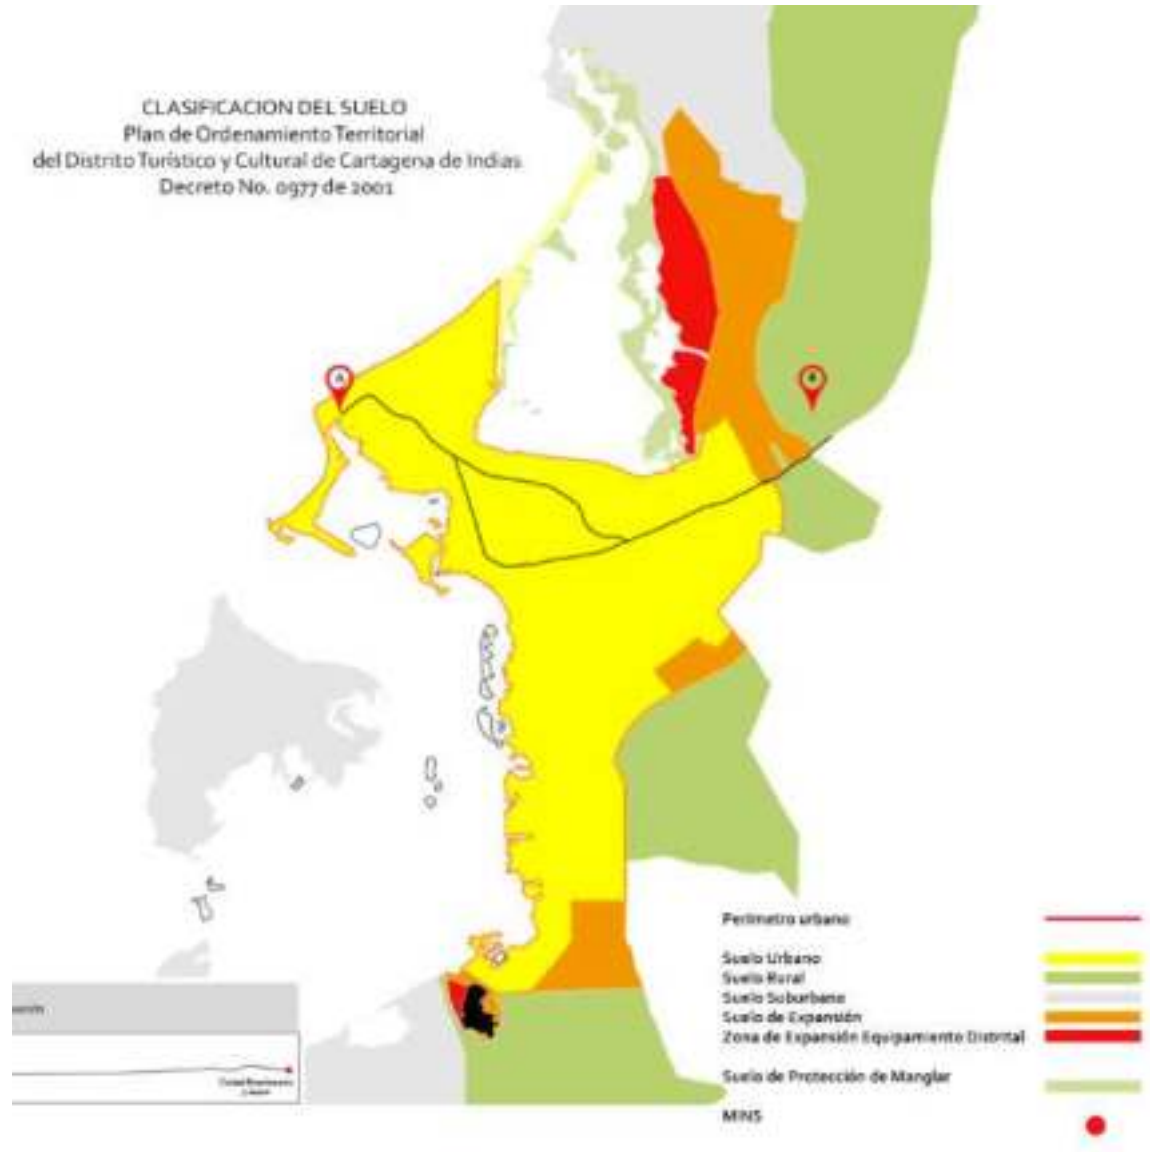 CLASIFICACION DEL SUELO
Plan de Ordenamiento Territorial
del Distrito Turístico y Cultural de Cartagena de Indias
Decreto No. 0977 de 2001
A
Perímetro urbano
Suelo Urbano
Suelo Rural
Suelo Suburbano
Suelo de Expansión
Zona de Expansión Equipamiento Distrital
Suelo de Protección de Manglar
MINS